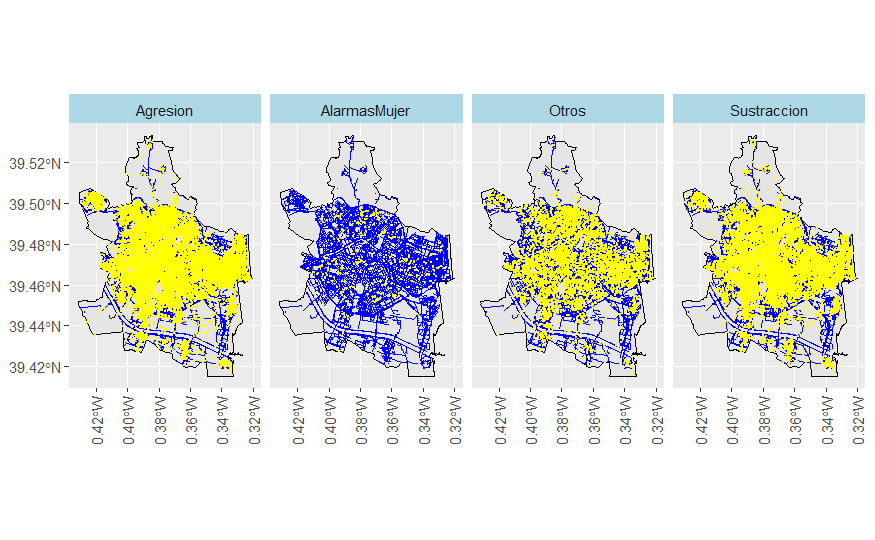 Agresion AlarmasMujer Otros Sustraccion
39.52°N
39.50°N
39.48°N
39.46°N
39.44°N
39.42°N
0.42°W 0.40°W 0.38°W 0.36°W 0.34°W 0.32°W 0.42°W 0.40°W 0.38°W 0.36°W 0.34°W 0.32°W 0.42°W 0.40°W 0.38°W 0.36°W 0.34°W 0.32°W 0.42°W 0.40°W 0.38°W 0.36°W 0.34°W 0.32°W